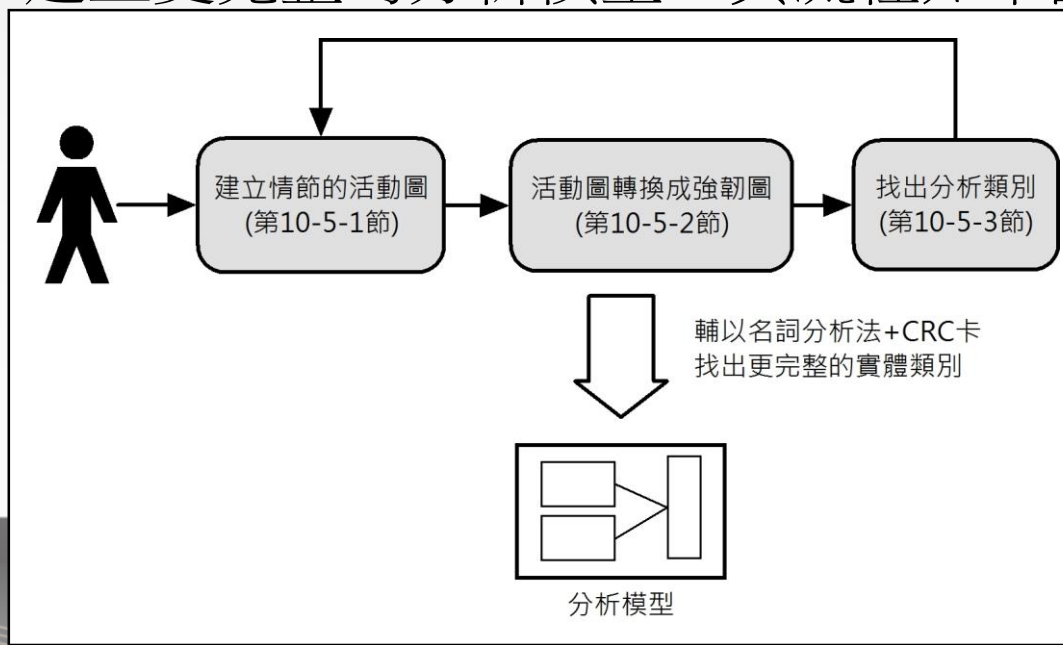 建立情節的活動圖
(第10-5-1節)
活動圖轉換成強韌圖
(第10-5-2節)
找出分析類別
(第10-5-3節)
輔以名詞分析法+CRC卡
找出更完整的實體類別
分析模型